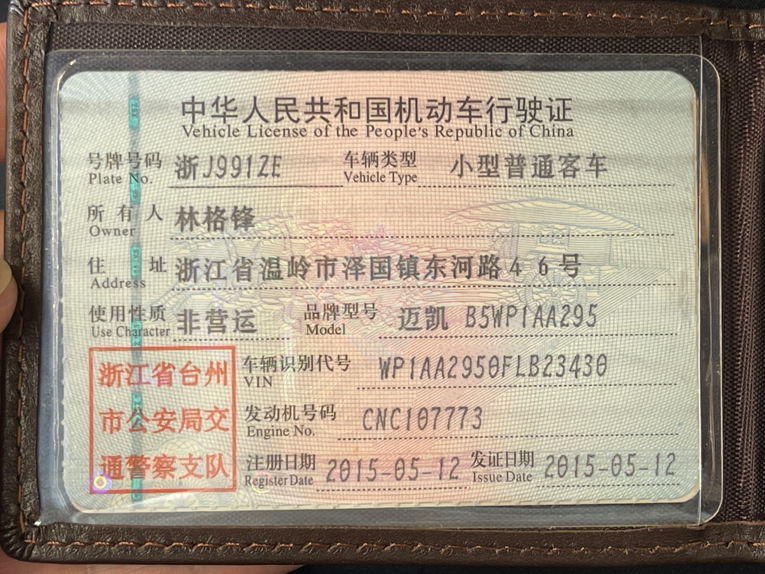 中华人民共和国机动车行驶证
Vehicle License of the People's Republic of China
号牌号码 浙J991ZE 车辆类型 小型普通客车
Plate No. Vehicle Type
所有人 林格锋
Owner
住址 浙江省温岭市泽国镇东河路46号
Address
使用性质 非营运 品牌型号 迈凯 B5WP1AA295
Use Character Model
浙江省台州
市公安局交
通警察支队
车辆识别代号 WP1AA2950FLB23430
VIN
发动机号码 CNC107773
Engine No.
注册日期 2015-05-12 发证日期 2015-05-12
Register Date Issue Date